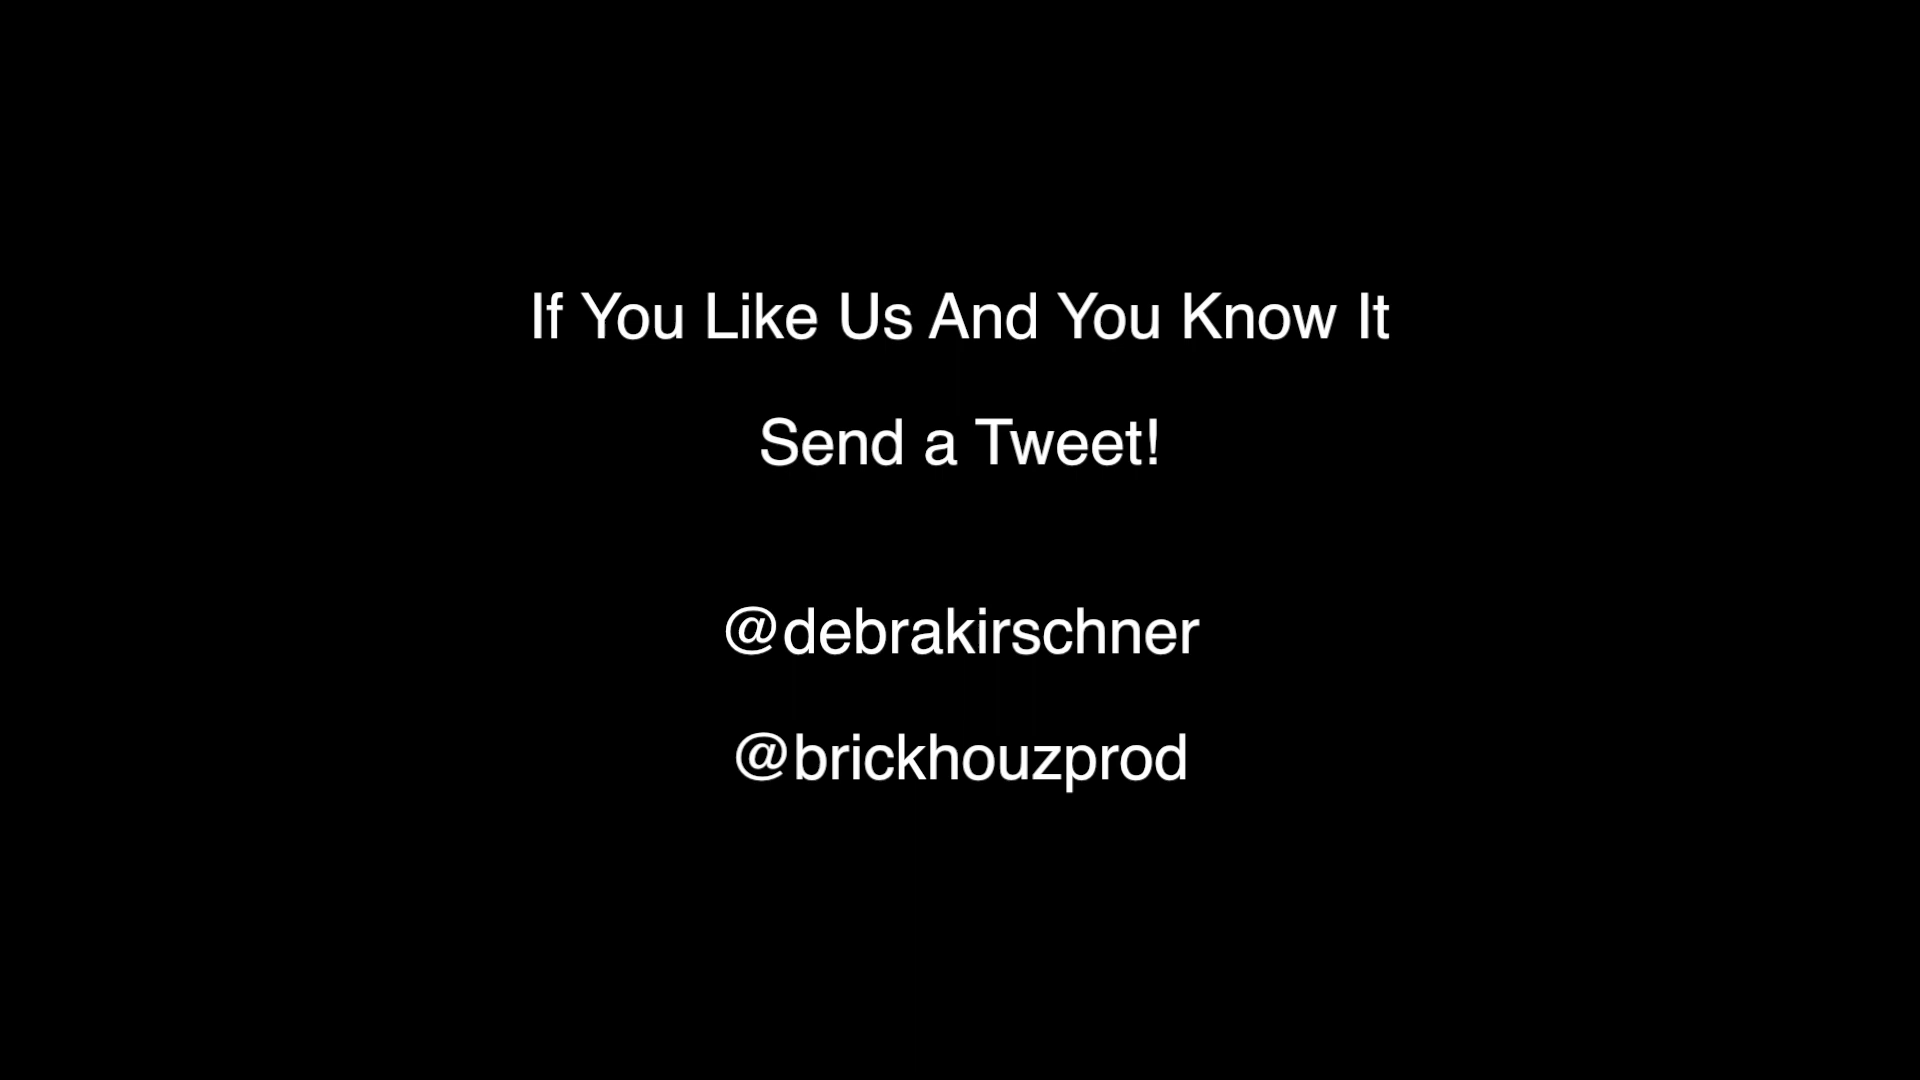 If You Like Us And You Know It
Send a Tweet!
@debrakirschner
@brickhouzprod